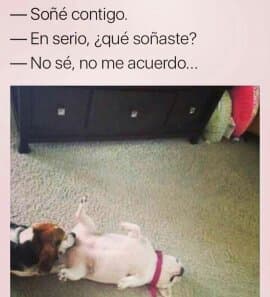 — Soñé contigo.
— En serio, ¿qué soñaste?
— No sé, no me acuerdo...